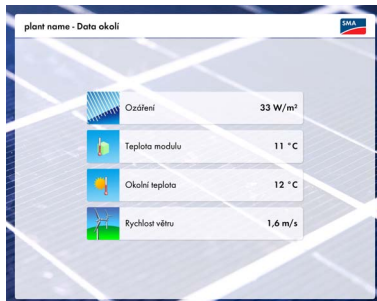 plant name - Data okolí
SMA
Ozáření 33 W/m²
Teplota modulu 11 °C
Okolní teplota 12 °C
Rychlost větru 1,6 m/s